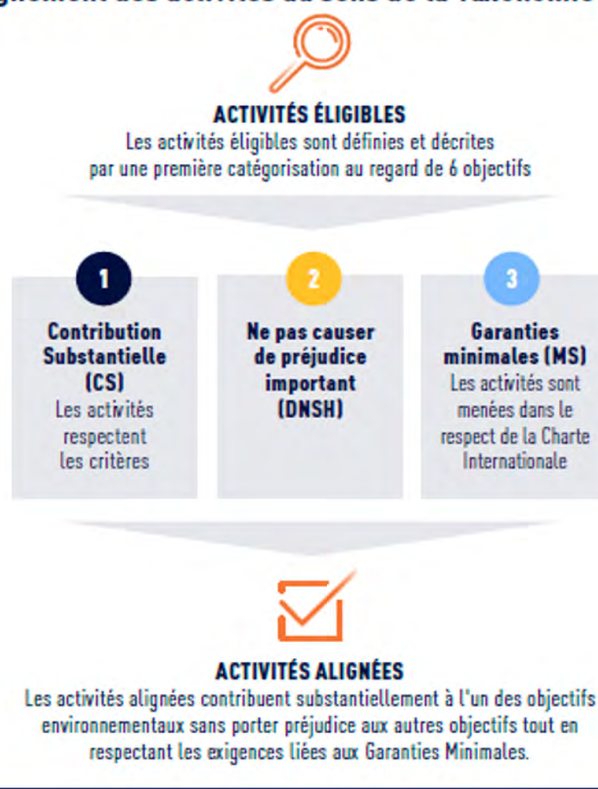 ACTIVITÉS ÉLIGIBLES
Les activités éligibles sont définies et décrites
par une première catégorisation au regard de 6 objectifs
1
Contribution
Substantielle
(CS)
Les activités
respectent
les critères
2
Ne pas causer
de préjudice
important
(DNSH)
3
Garanties
minimales (MS)
Les activités sont
menées dans le
respect de la Charte
Internationale
ACTIVITÉS ALIGNÉES
Les activités alignées contribuent substantiellement à l'un des objectifs
environnementaux sans porter préjudice aux autres objectifs tout en
respectant les exigences liées aux Garanties Minimales.